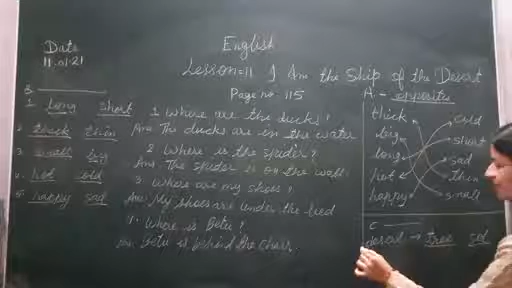 Date
11.01.21
English
Lesson=11 I Am the Ship of the Desert
Page no. 115
B.
1. long short
2. thick thin
3. small big
4. hot cold
5. happy sad
1 Where are the ducks?
Ans The ducks are in the water
2 Where is the spider?
Ans. The spider is on the wall.
3. Where are my shoes?
Ans. My shoes are under the bed
4. Where is Betu?
Ans. Betu is behind the chair.
A. - opposites
thick cold
big short
long sad
hot thin
happy small
C
desert → tree